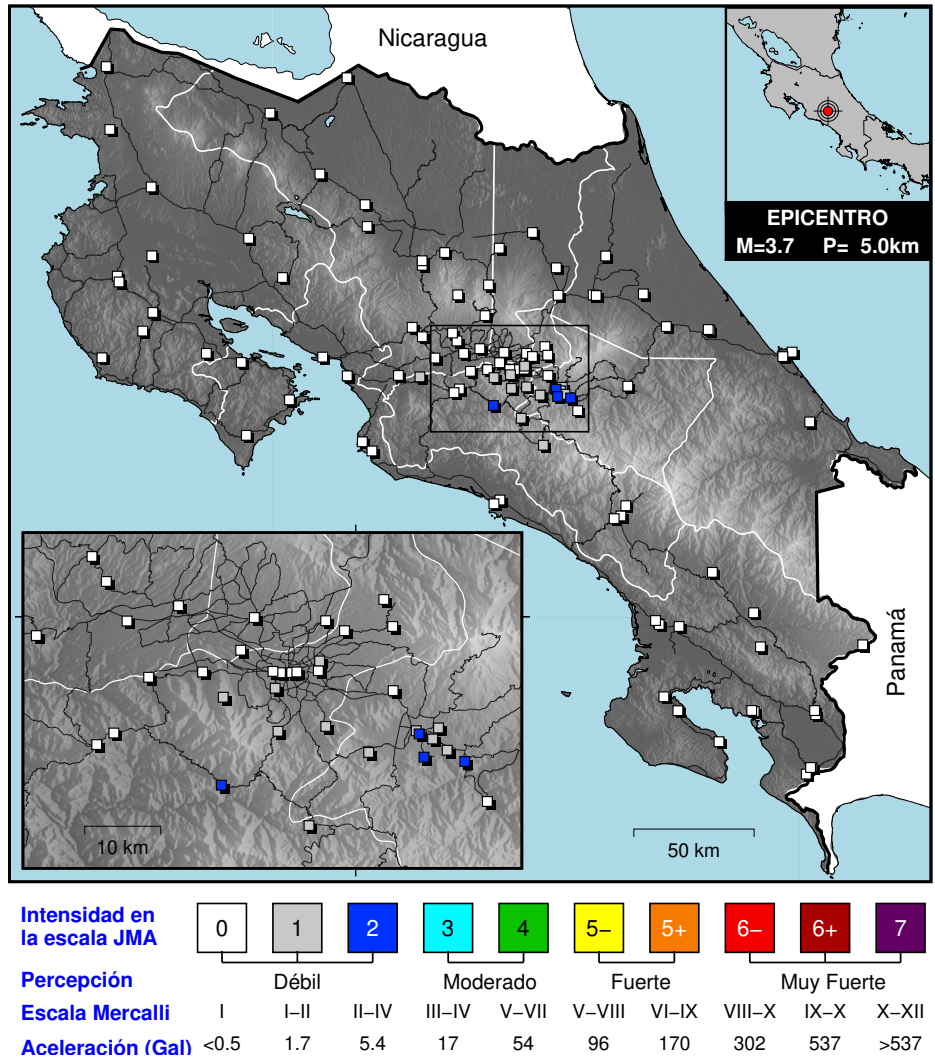 Nicaragua
EPICENTRO
M=3.7 P= 5.0km
Panamá
10 km
50 km
Intensidad en
la escala JMA
0 1 2 3 4 5− 5+ 6− 6+ 7
Percepción Débil Moderado Fuerte Muy Fuerte
Escala Mercalli I I−II II−IV III−IV V−VII V−VIII VI−IX VIII−X IX−X X−XII
Aceleración (Gal) <0.5 1.7 5.4 17 54 96 170 302 537 >537